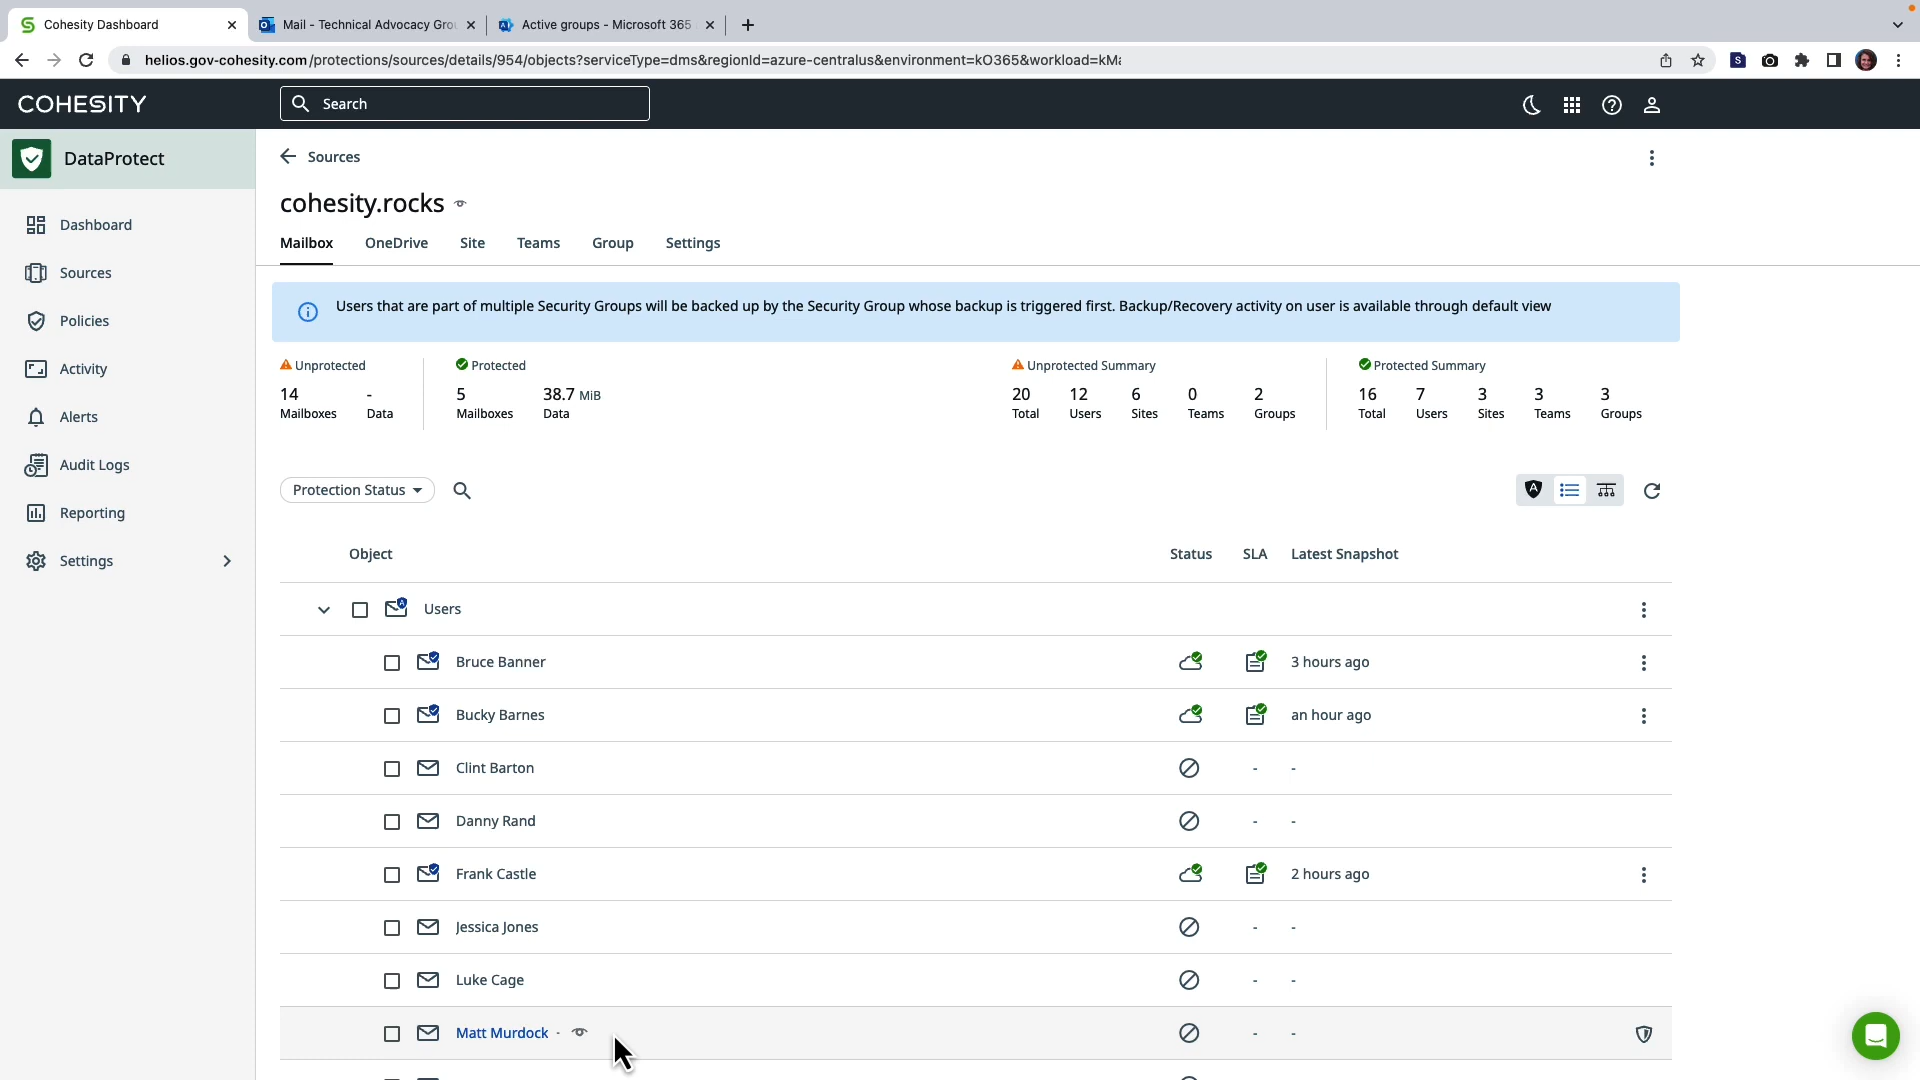 Cohesity Dashboard
Mail - Technical Advocacy Grou
Active groups - Microsoft 365
helios.gov-cohesity.com/protections/sources/details/954/objects?serviceType=dms&regionId=azure-centralus&environment=kO365&workload=kMa
COHESITY
Search
DataProtect
Dashboard
Sources
Policies
Activity
Alerts
Audit Logs
Reporting
Settings
Sources
cohesity.rocks
Mailbox OneDrive Site Teams Group Settings
Users that are part of multiple Security Groups will be backed up by the Security Group whose backup is triggered first. Backup/Recovery activity on user is available through default view
Unprotected Protected Unprotected Summary Protected Summary
14 - 5 38.7 MiB 20 12 6 0 2 16 7 3 3 3
Mailboxes Data Mailboxes Data Total Users Sites Teams Groups Total Users Sites Teams Groups
Protection Status
Object Status SLA Latest Snapshot
Users
Bruce Banner 3 hours ago
Bucky Barnes an hour ago
Clint Barton - -
Danny Rand - -
Frank Castle 2 hours ago
Jessica Jones - -
Luke Cage - -
Matt Murdock - - -